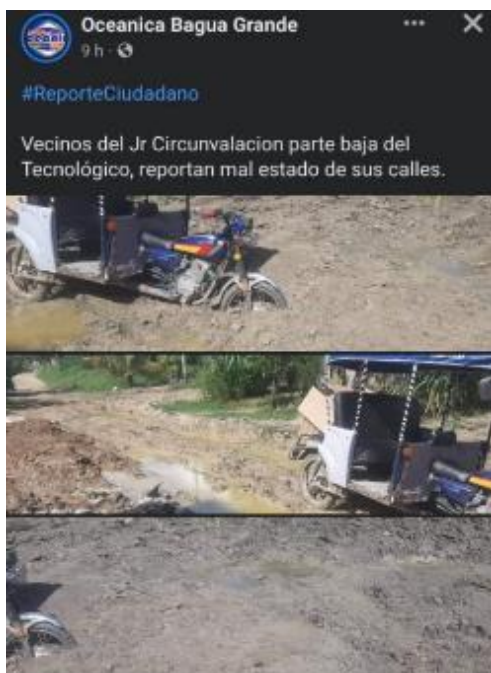 Oceanica Bagua Grande
9 h
#ReporteCiudadano
Vecinos del Jr Circunvalacion parte baja del
Tecnológico, reportan mal estado de sus calles.